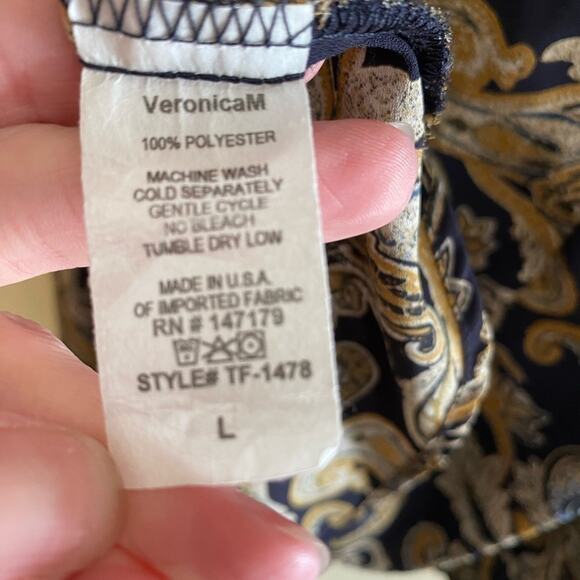 VeronicaM
100% POLYESTER
MACHINE WASH
COLD SEPARATELY
GENTLE CYCLE
NO BLEACH
TUMBLE DRY LOW
MADE IN U.S.A.
OF IMPORTED FABRIC
RN # 147179
STYLE# TF-1478
L